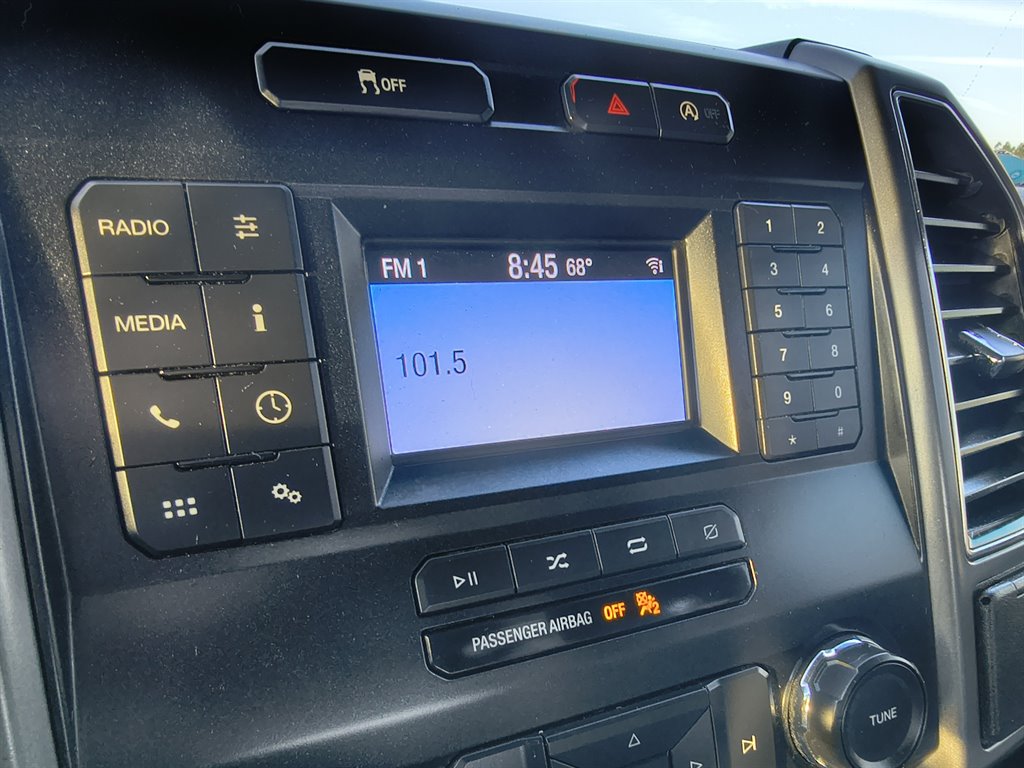 OFF
A OFF
RADIO
MEDIA
i
FM 1 8:45 68°
101.5
1 2
3 4
5 6
7 8
9 0
* #
PASSENGER AIRBAG OFF 2
TUNE